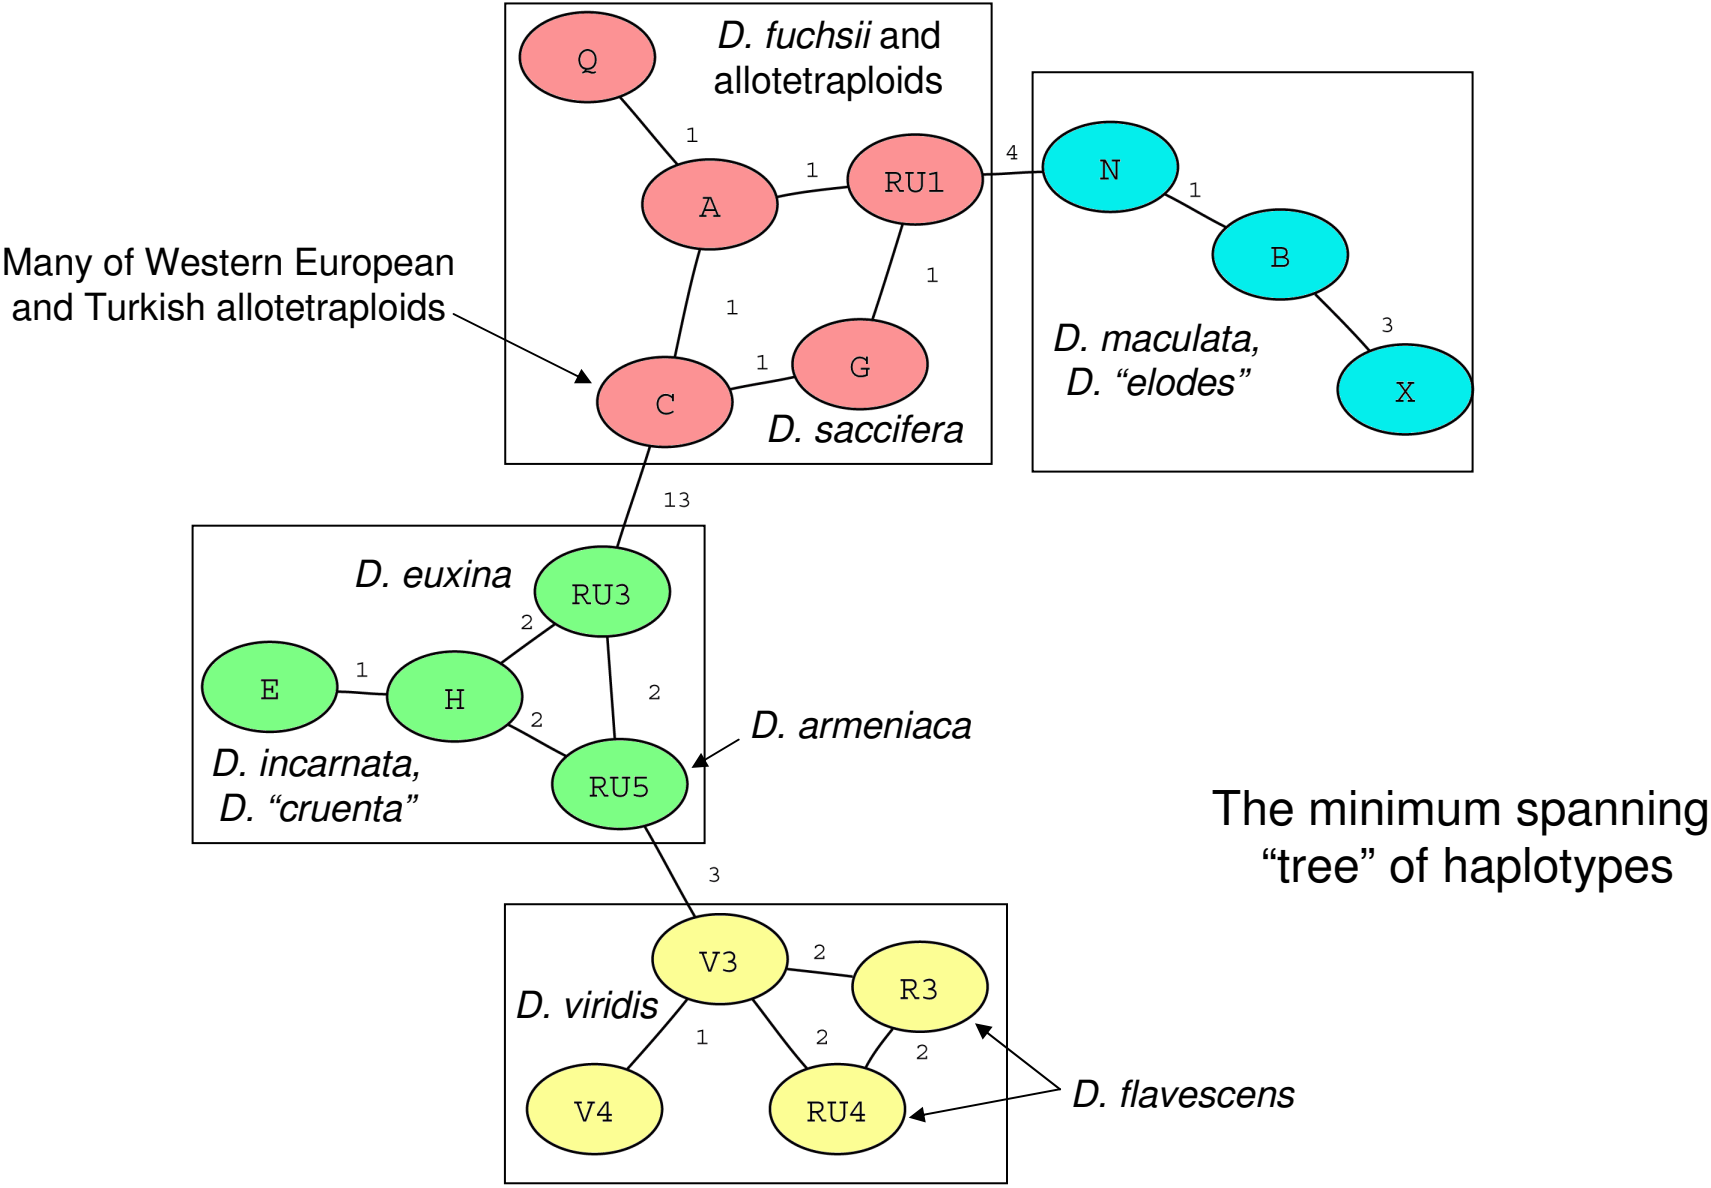 Q
D. fuchsii and
allotetraploids
1
A
1
RU1
4
N
1
B
3
X
D. maculata,
D. “elodes”
Many of Western European
and Turkish allotetraploids
1
1
C
1
G
D. saccifera
13
D. euxina
RU3
2
E
1
H
2
2
D. incarnata,
D. “cruenta”
RU5
D. armeniaca
The minimum spanning
“tree” of haplotypes
3
V3
2
R3
D. viridis
1
2
2
V4
RU4
D. flavescens